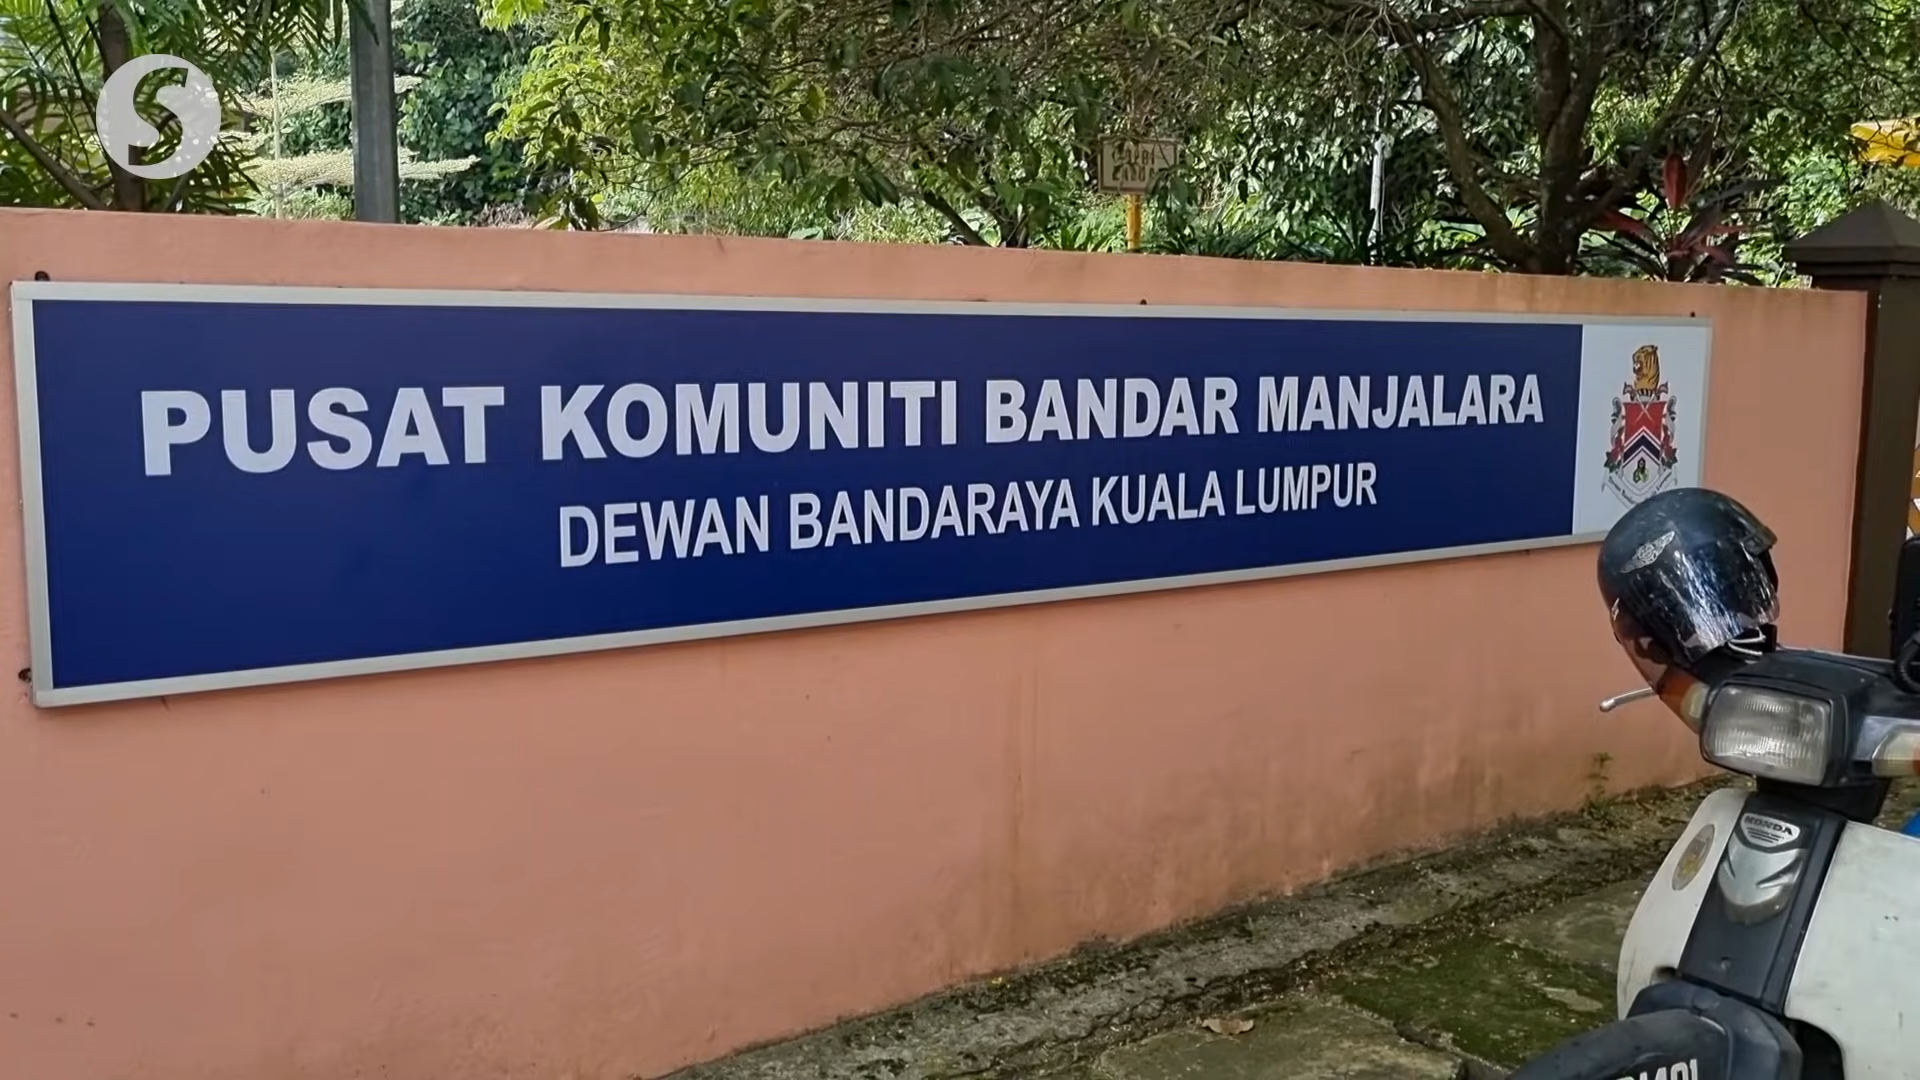 S
PUSAT KOMUNITI BANDAR MANJALARA
DEWAN BANDARAYA KUALA LUMPUR
HONDA